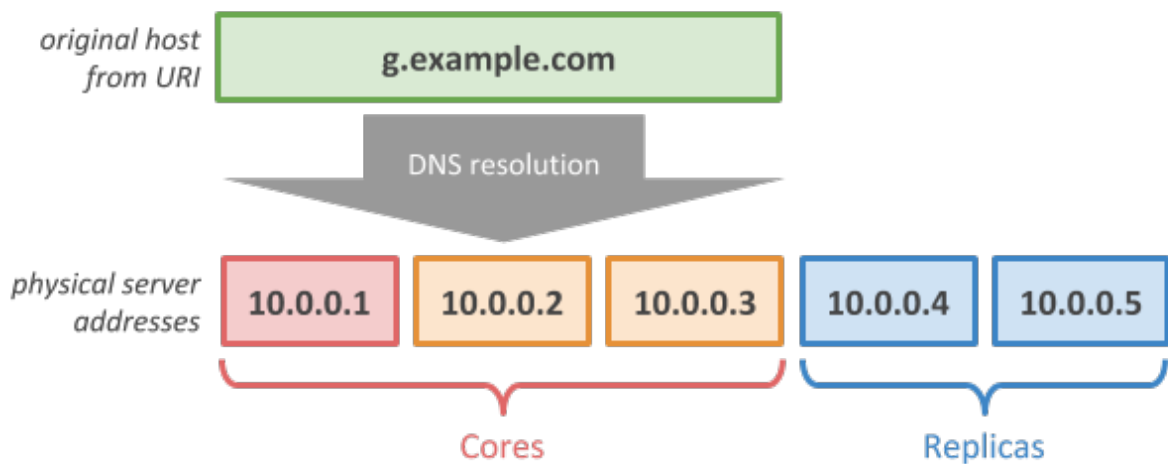 original host
from URI
g.example.com
DNS resolution
physical server
addresses
10.0.0.1
10.0.0.2
10.0.0.3
10.0.0.4
10.0.0.5
Cores
Replicas